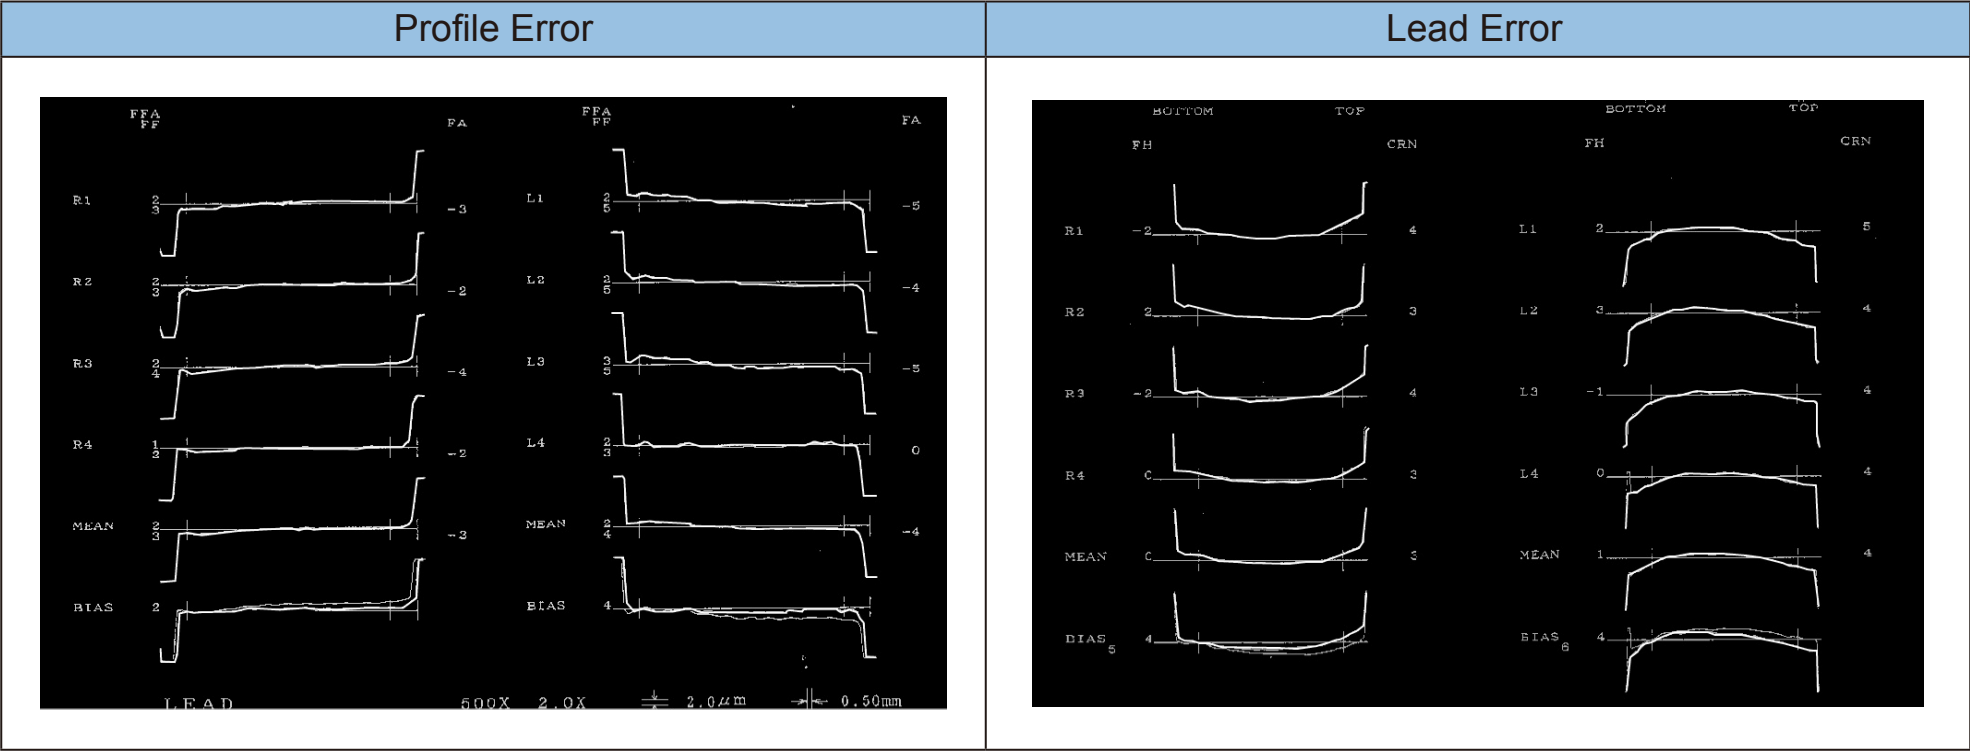 Profile Error
Lead Error
FFA
FF
FA
FFA
FF
FA
R1 2 3 -3
L1 2 5 -5
R2 2 3 -2
L2 2 5 -4
R3 2 4 -4
L3 3 5 -5
R4 1 2 -2
L4 2 3 0
MEAN 2 3 -3
MEAN 2 4 -4
BIAS 2
BIAS 4
LEAD 500X 2.0X 2.0μm 0.50mm
BOTTOM TOP
FH CRN
BOTTOM TOP
FH CRN
R1 -2 4
L1 2 5
R2 2 3
L2 3 4
R3 -2 4
L3 -1 4
R4 0 3
L4 0 4
MEAN 0 3
MEAN 1 4
BIAS 5 4
BIAS 6 4